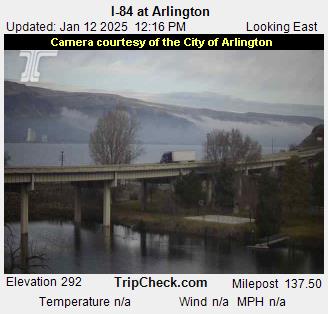 I-84 at Arlington
Updated: Jan 12 2025 12:16 PM Looking East
Camera courtesy of the City of Arlington
Elevation 292 TripCheck.com Milepost 137.50
Temperature n/a Wind n/a MPH n/a